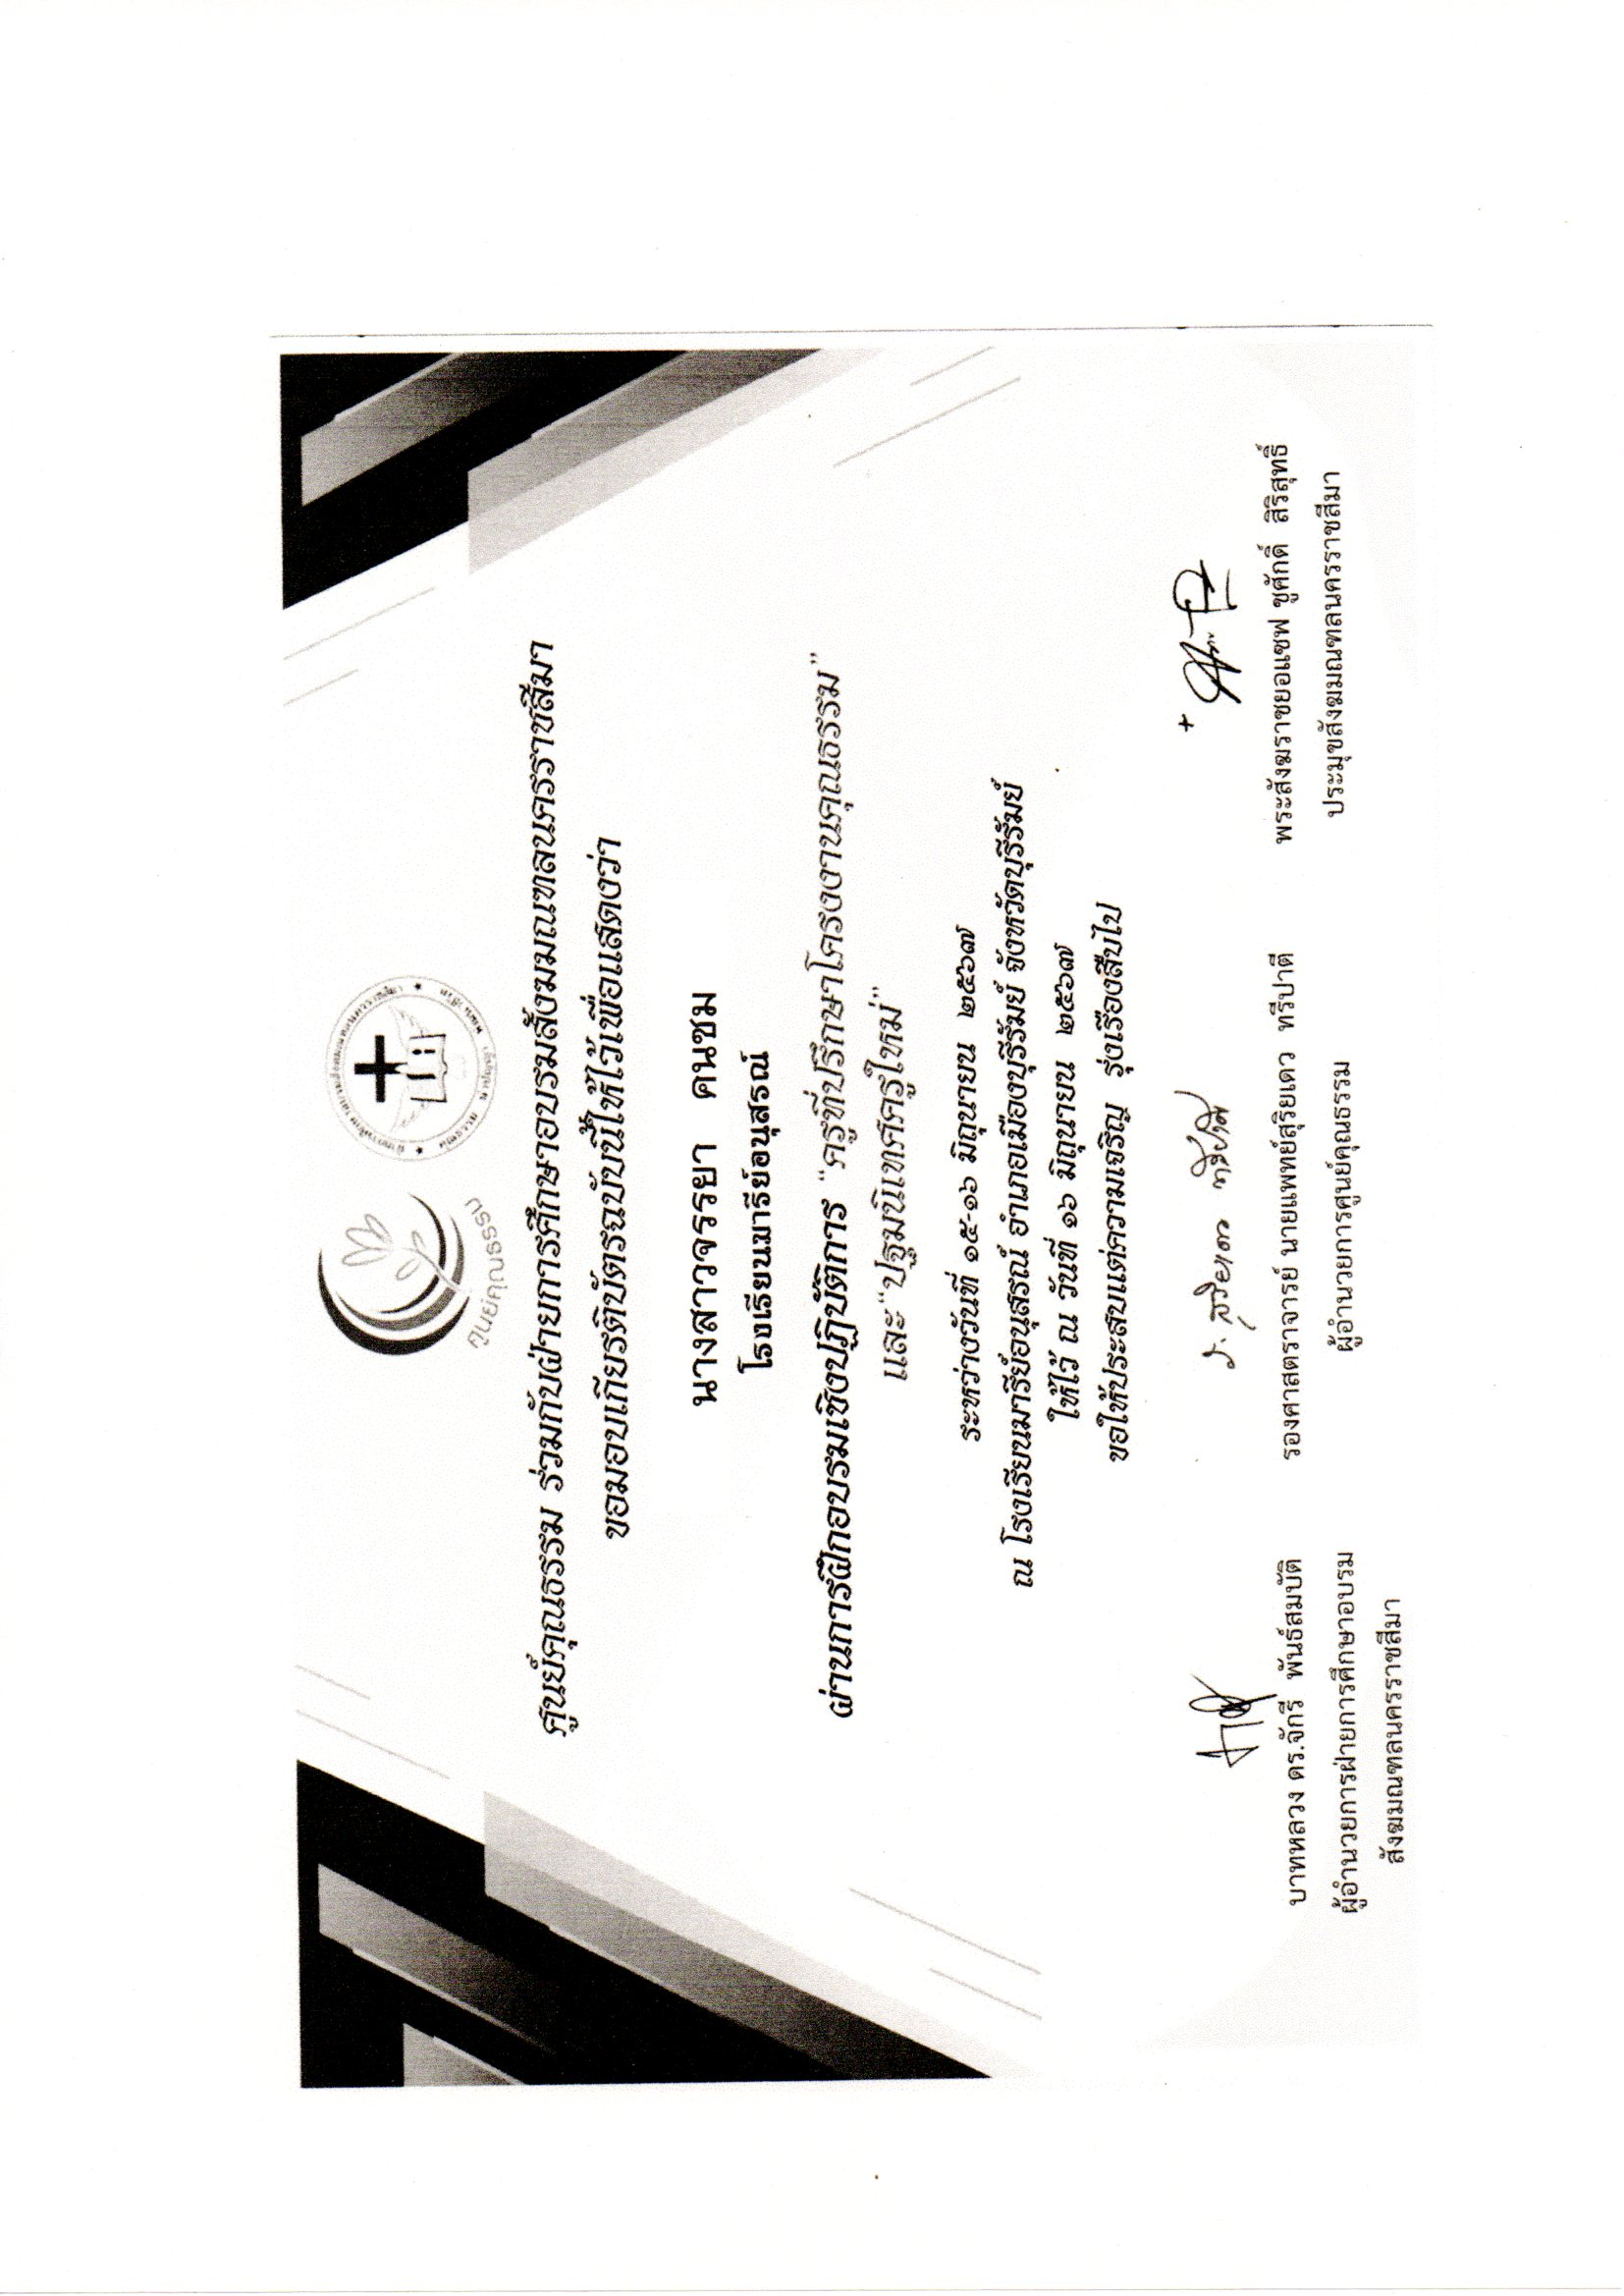 ศูนย์คุณธรรม
ศูนย์คุณธรรม ร่วมกับฝ่ายการศึกษาอบรมสังฆมณฑลนครราชสีมา
ขอมอบเกียรติบัตรฉบับนี้ให้ไว้เพื่อแสดงว่า
นางสาวจรรยา คนชม
โรงเรียนมารีย์อนุสรณ์
ผ่านการฝึกอบรมเชิงปฏิบัติการ "ครูที่ปรึกษาโครงงานคุณธรรม"
และ"ปฐมนิเทศครูใหม่"
ระหว่างวันที่ ๑๕-๑๖ มิถุนายน ๒๕๖๗
ณ โรงเรียนมารีย์อนุสรณ์ อำเภอเมืองบุรีรัมย์ จังหวัดบุรีรัมย์
ให้ไว้ ณ วันที่ ๑๖ มิถุนายน ๒๕๖๗
ขอให้ประสบแต่ความเจริญ รุ่งเรืองสืบไป
บาทหลวง ดร.จักรี พันธ์สมบัติ
ผู้อำนวยการฝ่ายการศึกษาอบรม
สังฆมณฑลนครราชสีมา
ร. สุริยเดว ทรีปาตี
รองศาสตราจารย์ นายแพทย์สุริยเดว ทรีปาตี
ผู้อำนวยการศูนย์คุณธรรม
พระสังฆราชยอแซฟ ชูศักดิ์ สิริสุทธิ์
ประมุขสังฆมณฑลนครราชสีมา